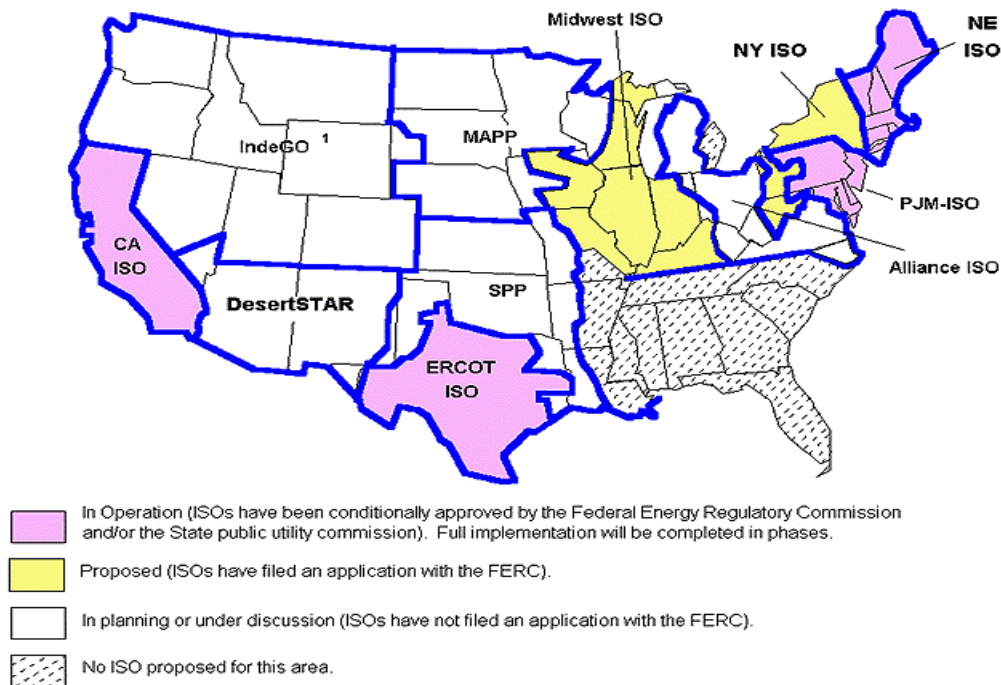 Midwest ISO
NE
ISO
NY ISO
IndeGO 1
MAPP
PJM-ISO
CA
ISO
Alliance ISO
DesertSTAR
SPP
ERCOT
ISO
In Operation (ISOs have been conditionally approved by the Federal Energy Regulatory Commission
and/or the State public utility commission). Full implementation will be completed in phases.
Proposed (ISOs have filed an application with the FERC).
In planning or under discussion (ISOs have not filed an application with the FERC).
No ISO proposed for this area.